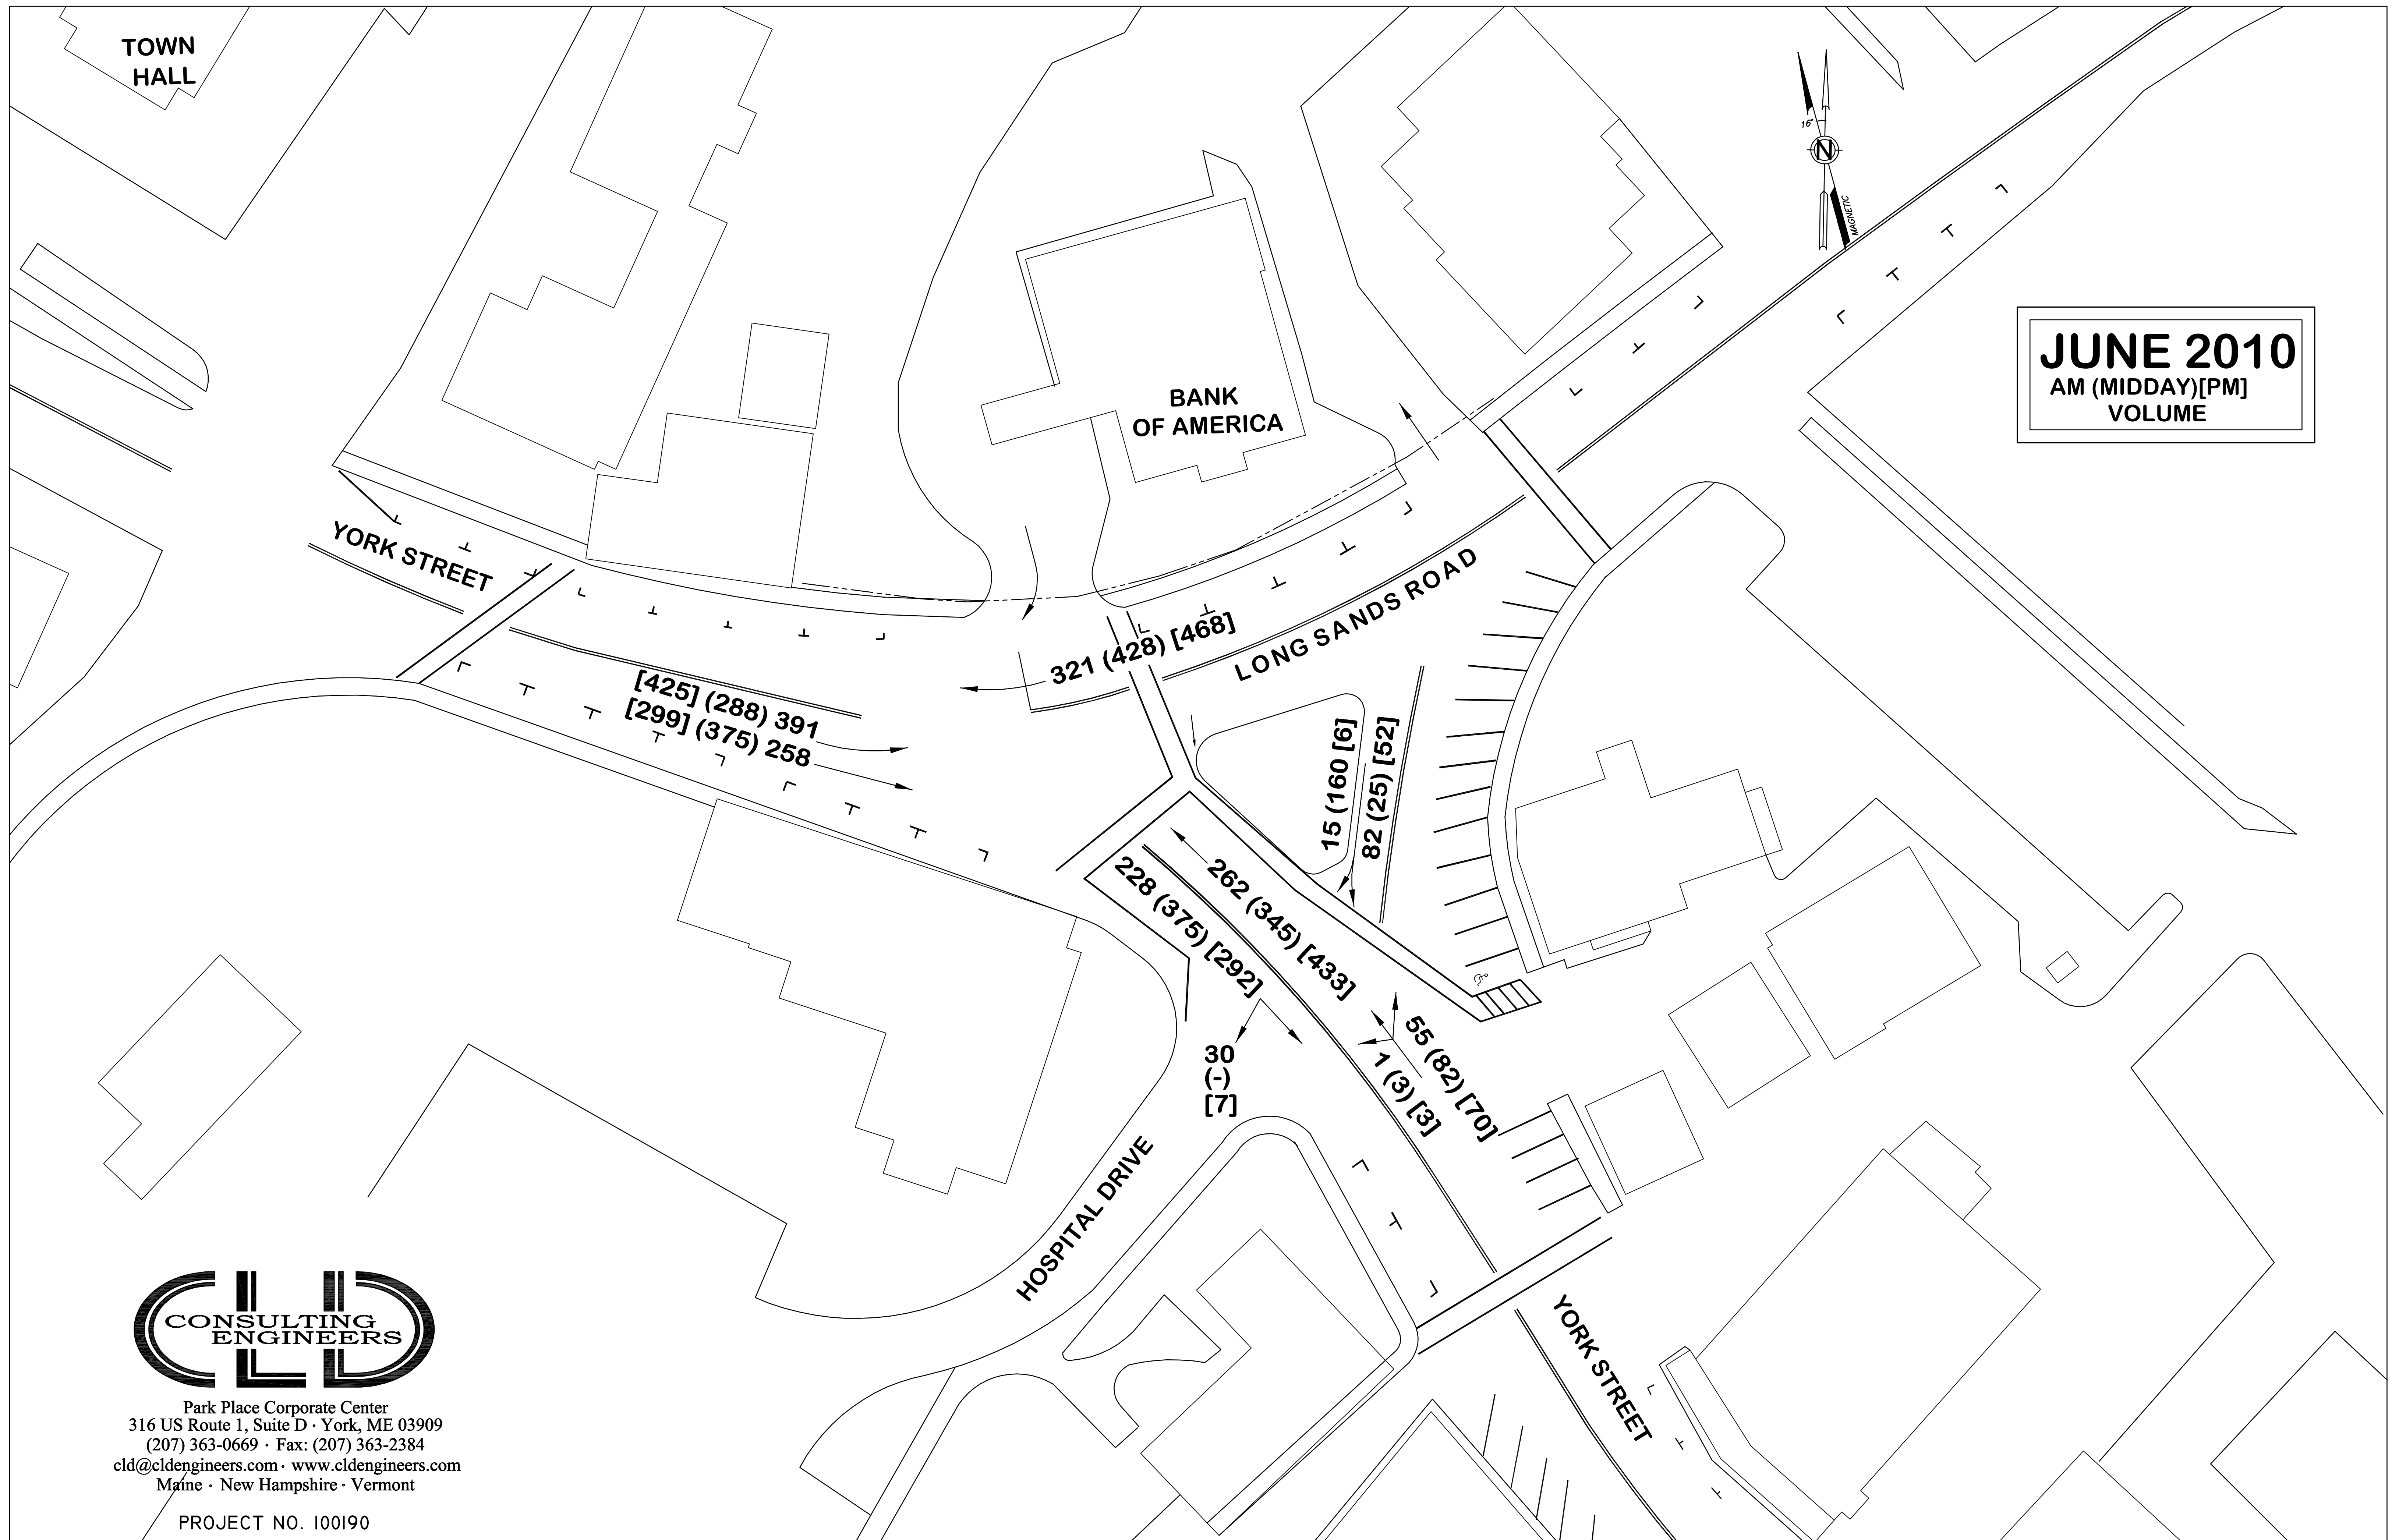 TOWN
HALL
16°
N
MAGNETIC
JUNE 2010
AM (MIDDAY)[PM]
VOLUME
BANK
OF AMERICA
YORK STREET
321 (428) [468]
LONG SANDS ROAD
[425] (288) 391
[299] (375) 258
15 (160 [6]
82 (25) [52]
262 (345) [433]
228 (375) [292]
55 (82) [70]
1 (3) [3]
30
(-)
[7]
HOSPITAL DRIVE
YORK STREET
CLD
CONSULTING
ENGINEERS
Park Place Corporate Center
316 US Route 1, Suite D · York, ME 03909
(207) 363-0669 · Fax: (207) 363-2384
cld@cldengineers.com · www.cldengineers.com
Maine · New Hampshire · Vermont
PROJECT NO. 100190